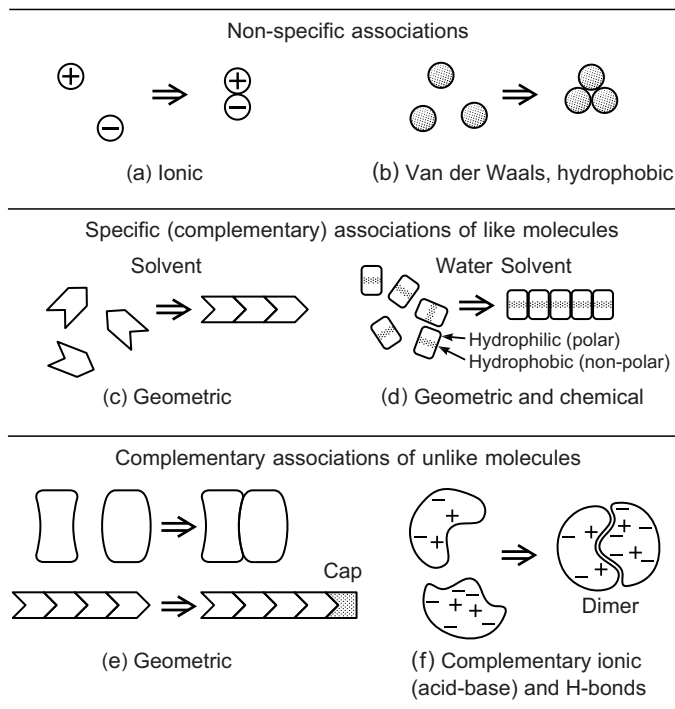 Non-specific associations
(a) Ionic
(b) Van der Waals, hydrophobic
Specific (complementary) associations of like molecules
Solvent
Water Solvent
Hydrophilic (polar)
Hydrophobic (non-polar)
(c) Geometric
(d) Geometric and chemical
Complementary associations of unlike molecules
Cap
Dimer
(e) Geometric
(f) Complementary ionic
(acid-base) and H-bonds